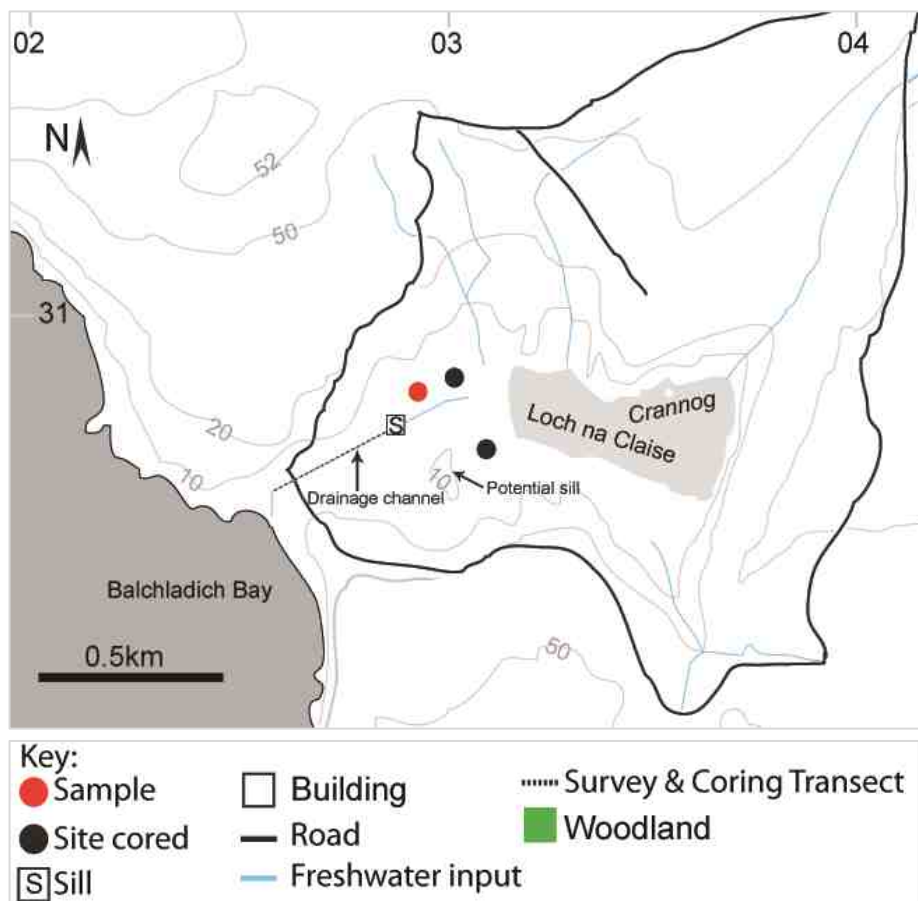 02
03
04
N
52
50
31
20
10
S
Drainage channel
10
Potential sill
Crannog
Loch na Claise
Balchladich Bay
0.5km
50
Key:
Sample
Building
Survey & Coring Transect
Site cored
Road
Woodland
S Sill
Freshwater input